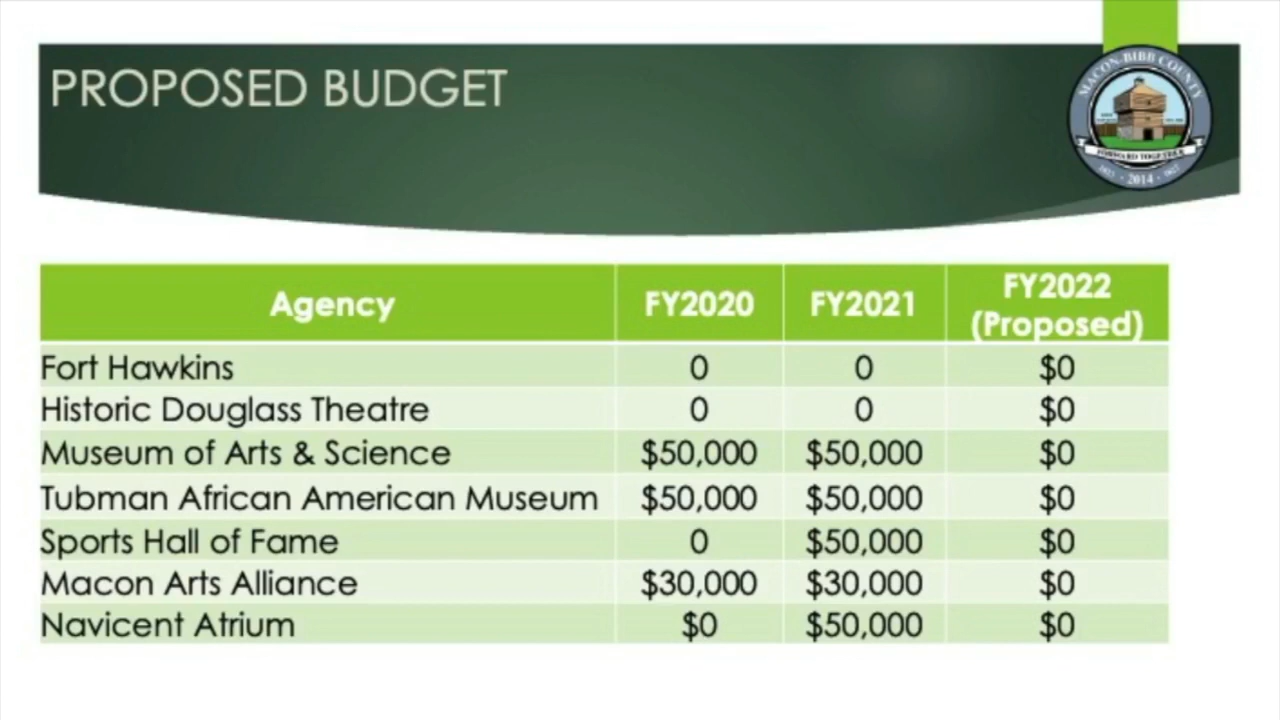 PROPOSED BUDGET
MACON-BIBB COUNTY
FORWARD TOGETHER
2014
Agency FY2020 FY2021 FY2022 (Proposed)
Fort Hawkins 0 0 $0
Historic Douglass Theatre 0 0 $0
Museum of Arts & Science $50,000 $50,000 $0
Tubman African American Museum $50,000 $50,000 $0
Sports Hall of Fame 0 $50,000 $0
Macon Arts Alliance $30,000 $30,000 $0
Navicent Atrium $0 $50,000 $0